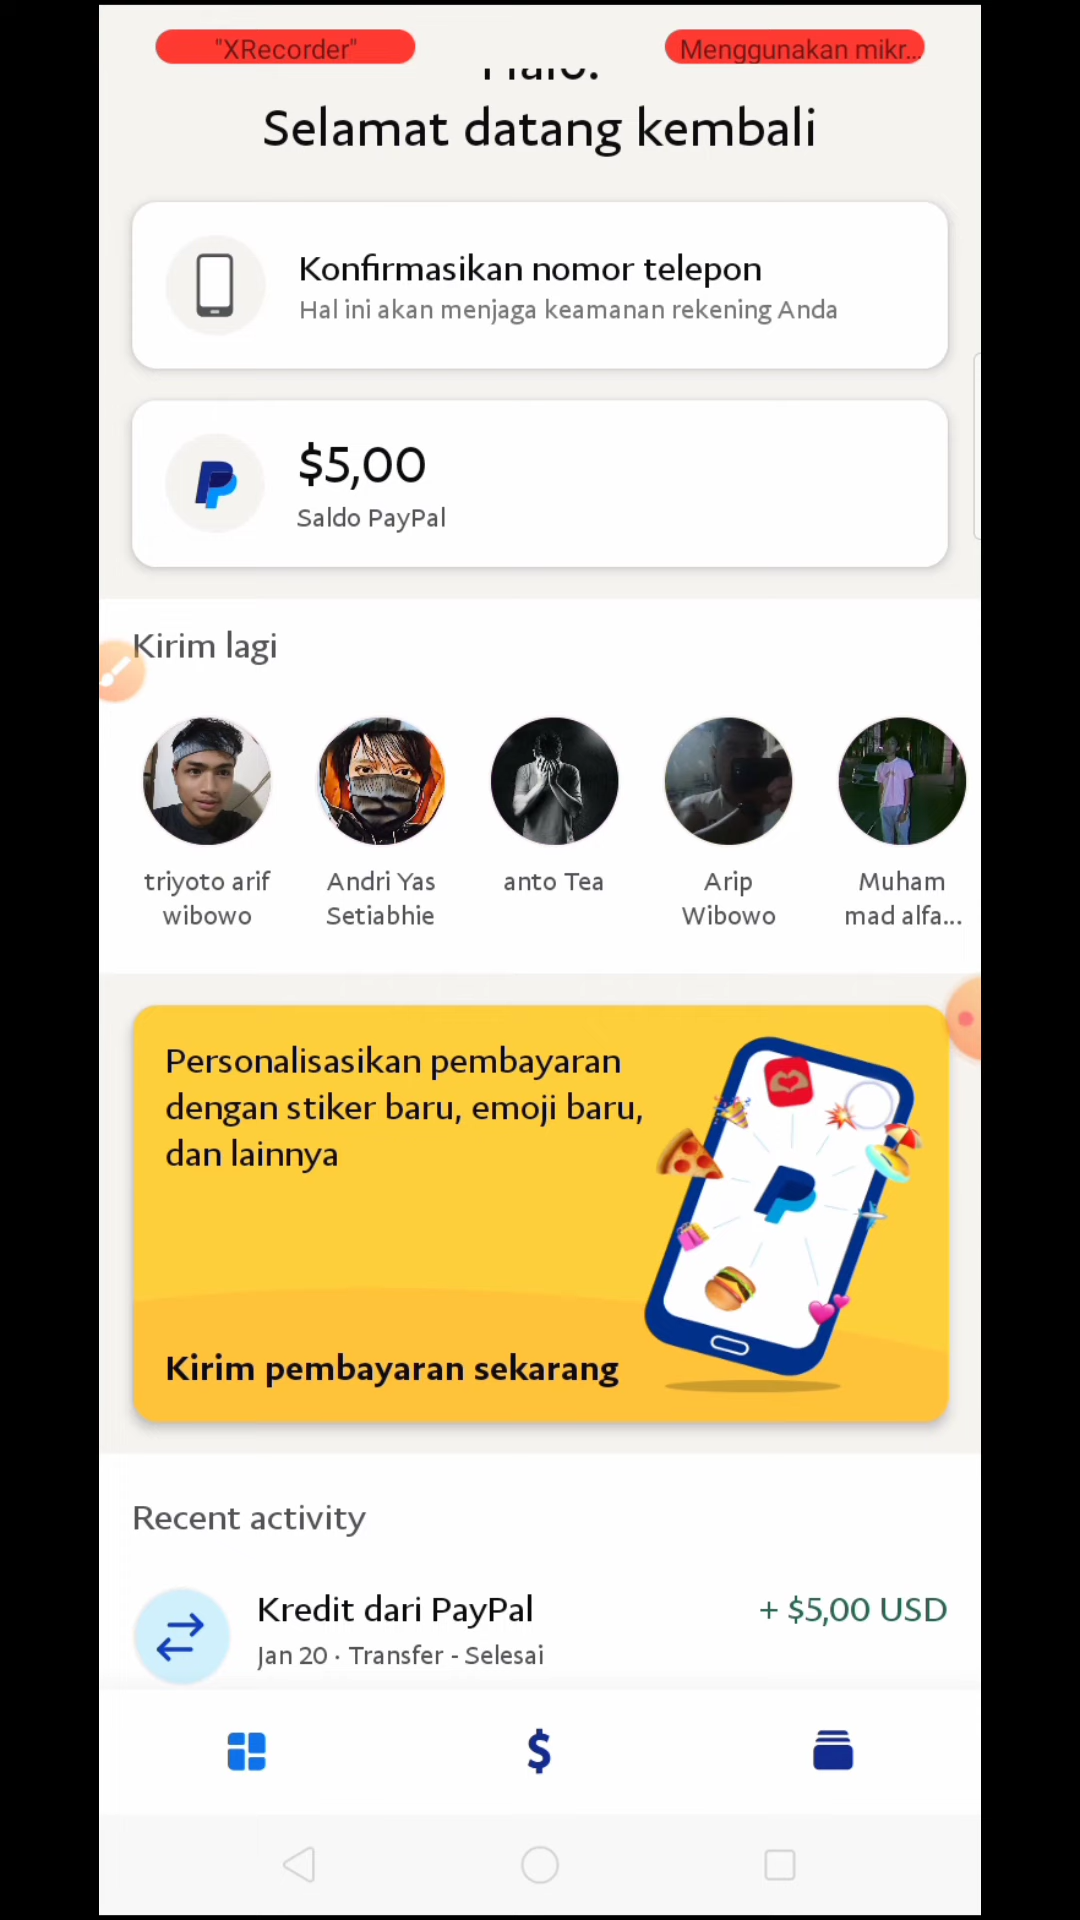 "XRecorder"
Menggunakan mikr...
Halo!
Selamat datang kembali
Konfirmasikan nomor telepon
Hal ini akan menjaga keamanan rekening Anda
$5,00
Saldo PayPal
Kirim lagi
triyoto arif
wibowo
Andri Yas
Setiabhie
anto Tea
Arip
Wibowo
Muham
mad alfa...
Personalisasikan pembayaran
dengan stiker baru, emoji baru,
dan lainnya
Kirim pembayaran sekarang
Recent activity
Kredit dari PayPal
+ $5,00 USD
Jan 20 · Transfer - Selesai